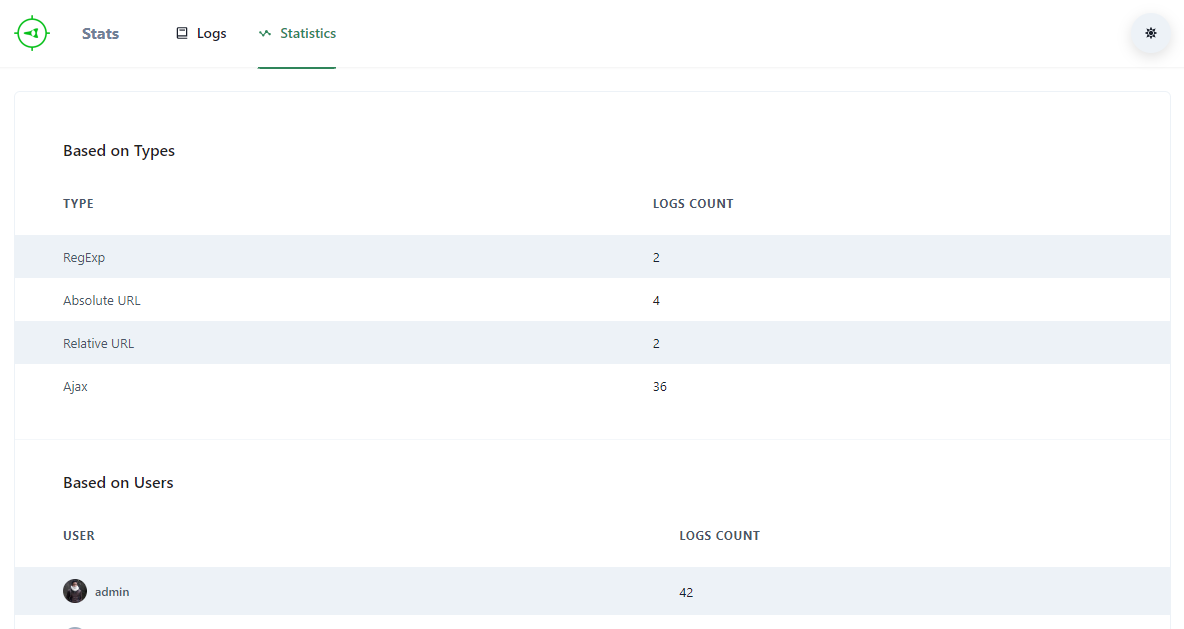 Stats Logs Statistics
Based on Types
TYPE LOGS COUNT
RegExp 2
Absolute URL 4
Relative URL 2
Ajax 36
Based on Users
USER LOGS COUNT
admin 42